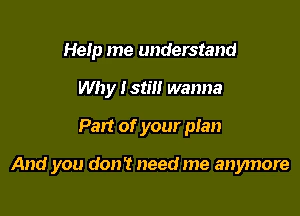 Help me understand
Why I still wanna
Part of your plan
And you don't need me anymore